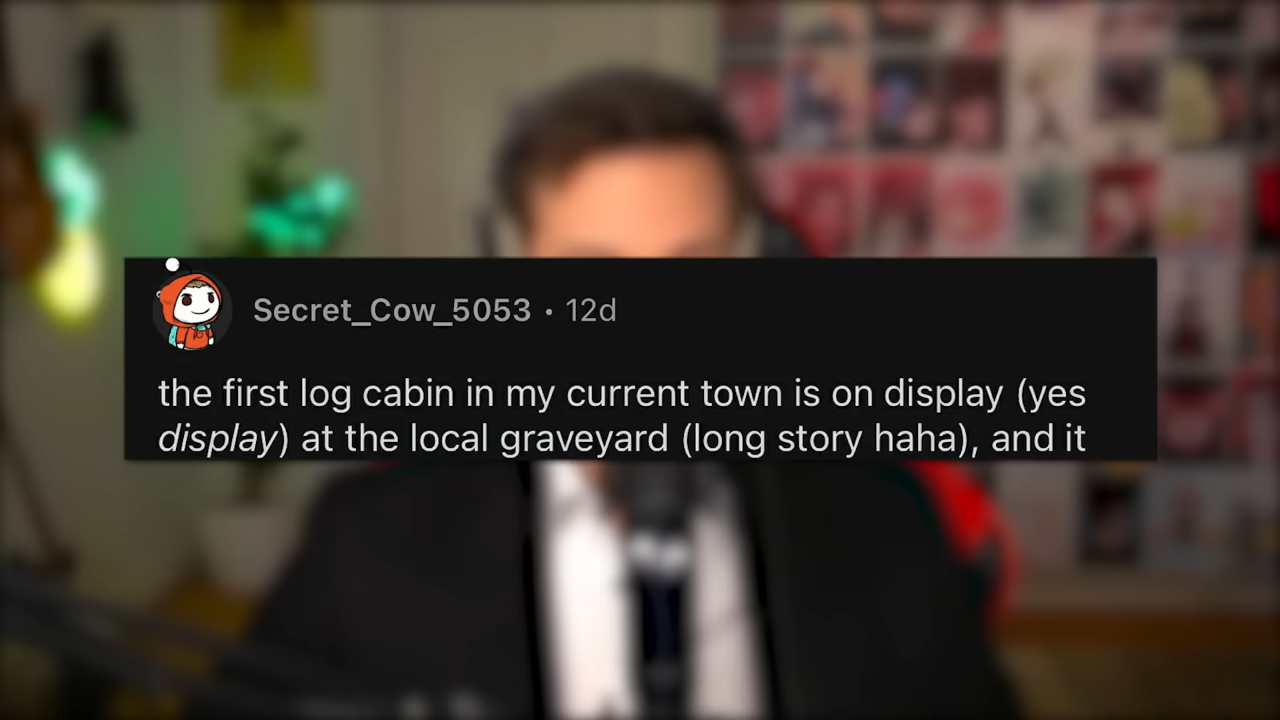 Secret_Cow_5053 • 12d
the first log cabin in my current town is on display (yes
display) at the local graveyard (long story haha), and it